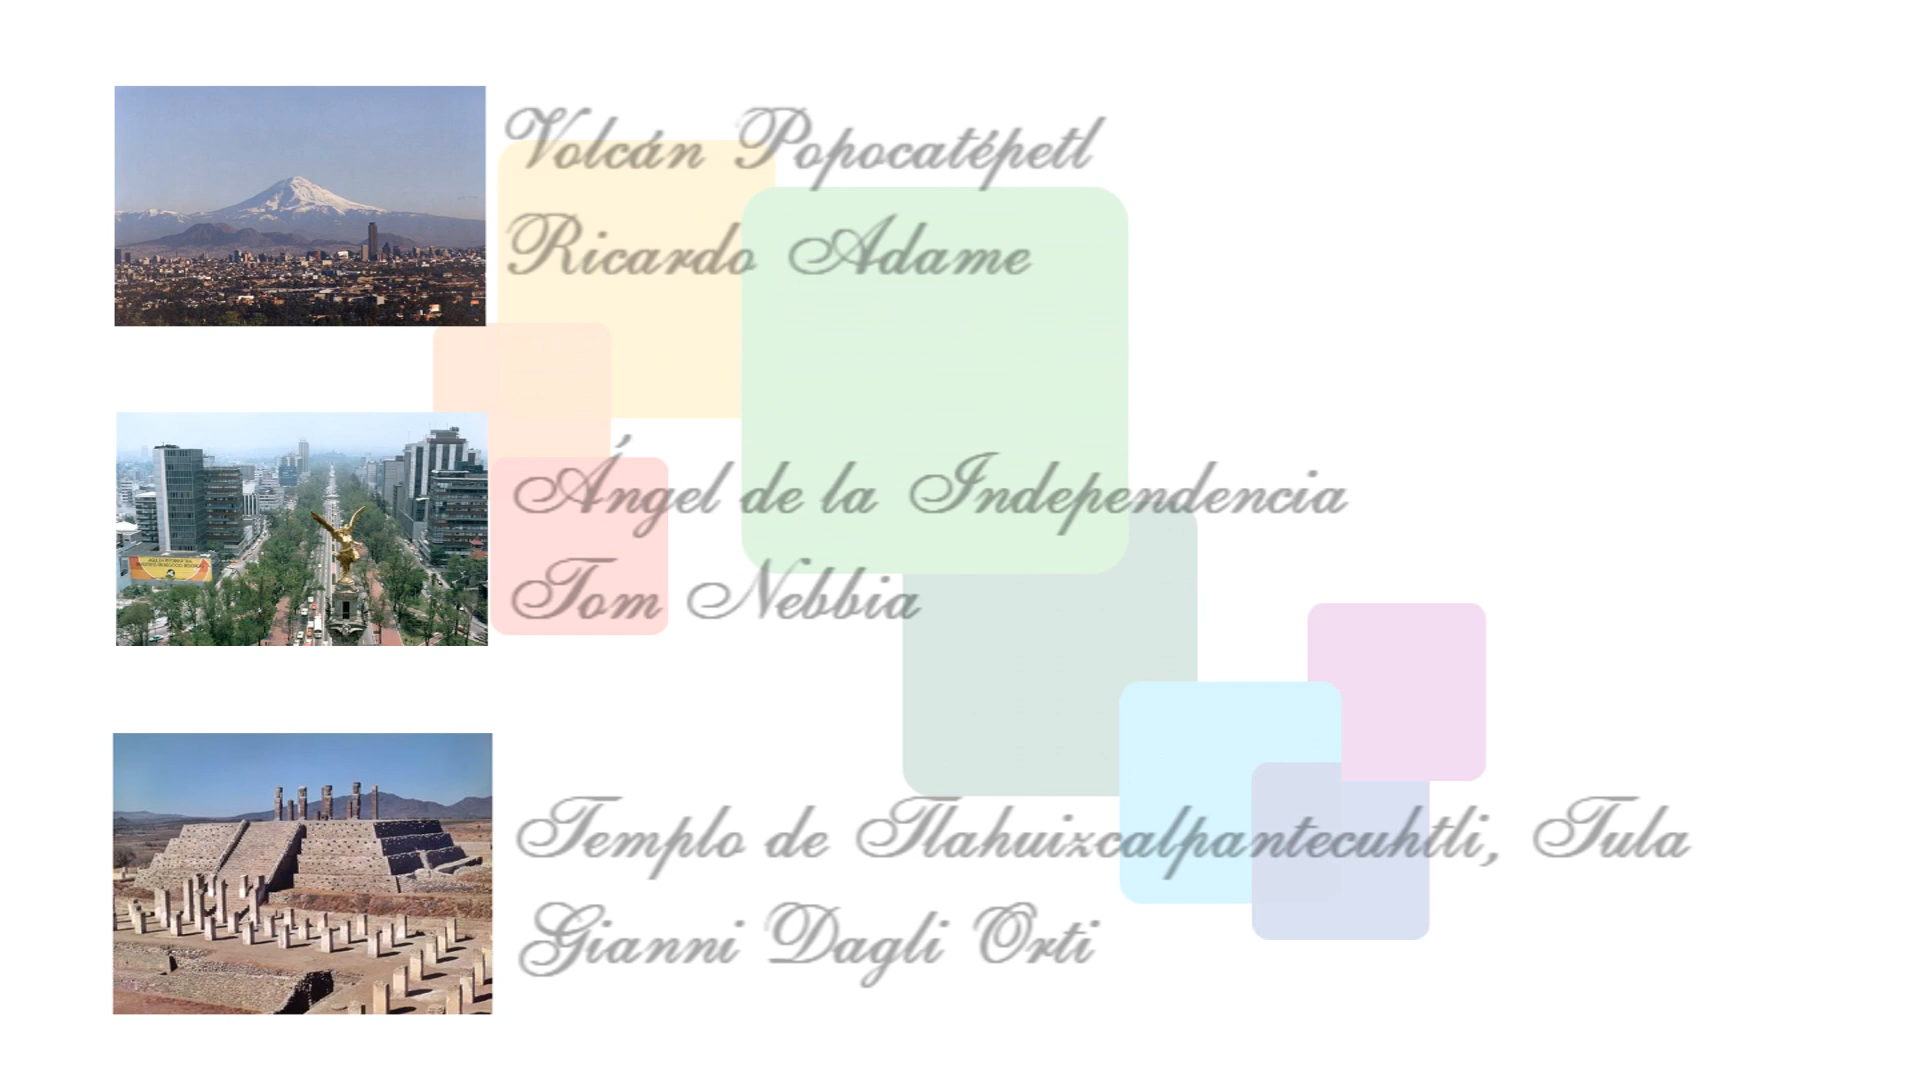 Volcán Popocatépetl
Ricardo Adame
Ángel de la Independencia
Tom Nebbia
Templo de Tlahuizcalpantecuhtli, Tula
Gianni Dagli Orti